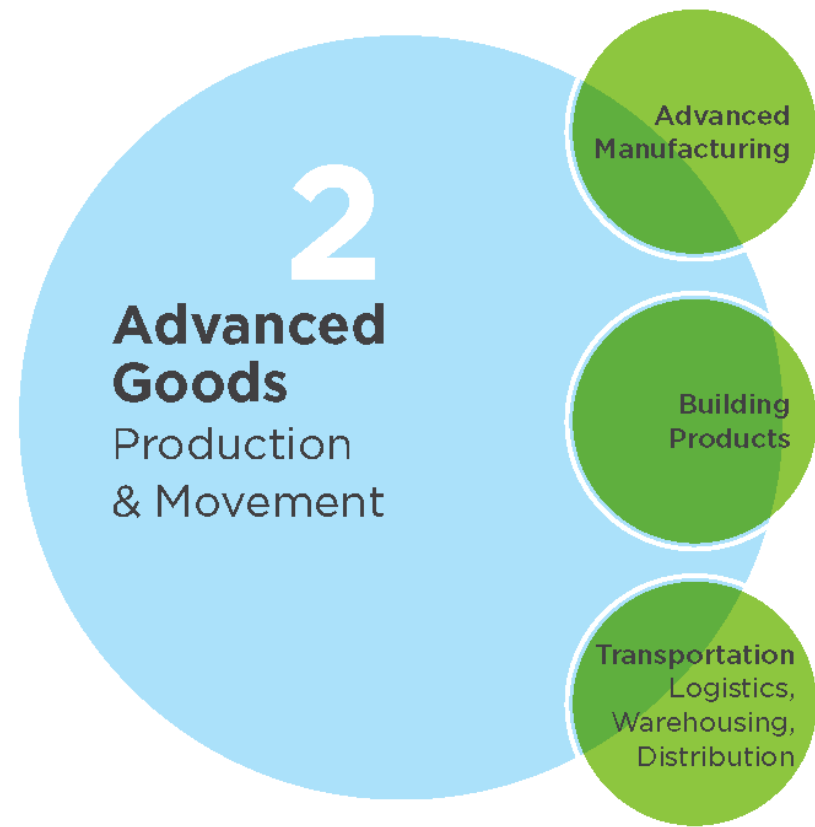 2
Advanced
Goods
Production
& Movement
Advanced
Manufacturing
Building
Products
Transportation
Logistics,
Warehousing,
Distribution